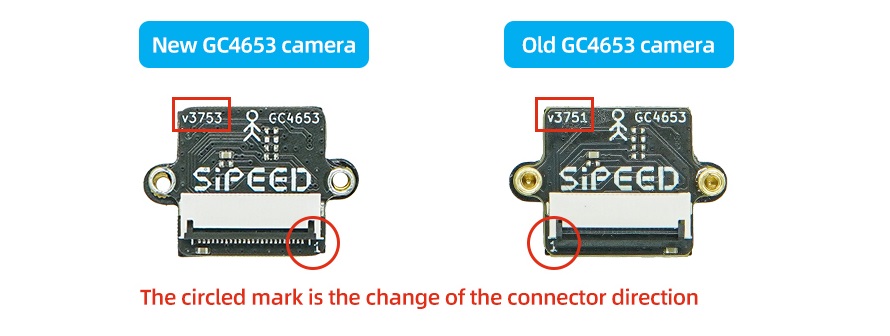 New GC4653 camera
Old GC4653 camera
v3753 GC4653
SiPEED
1
v3751 GC4653
SiPEED
1
The circled mark is the change of the connector direction